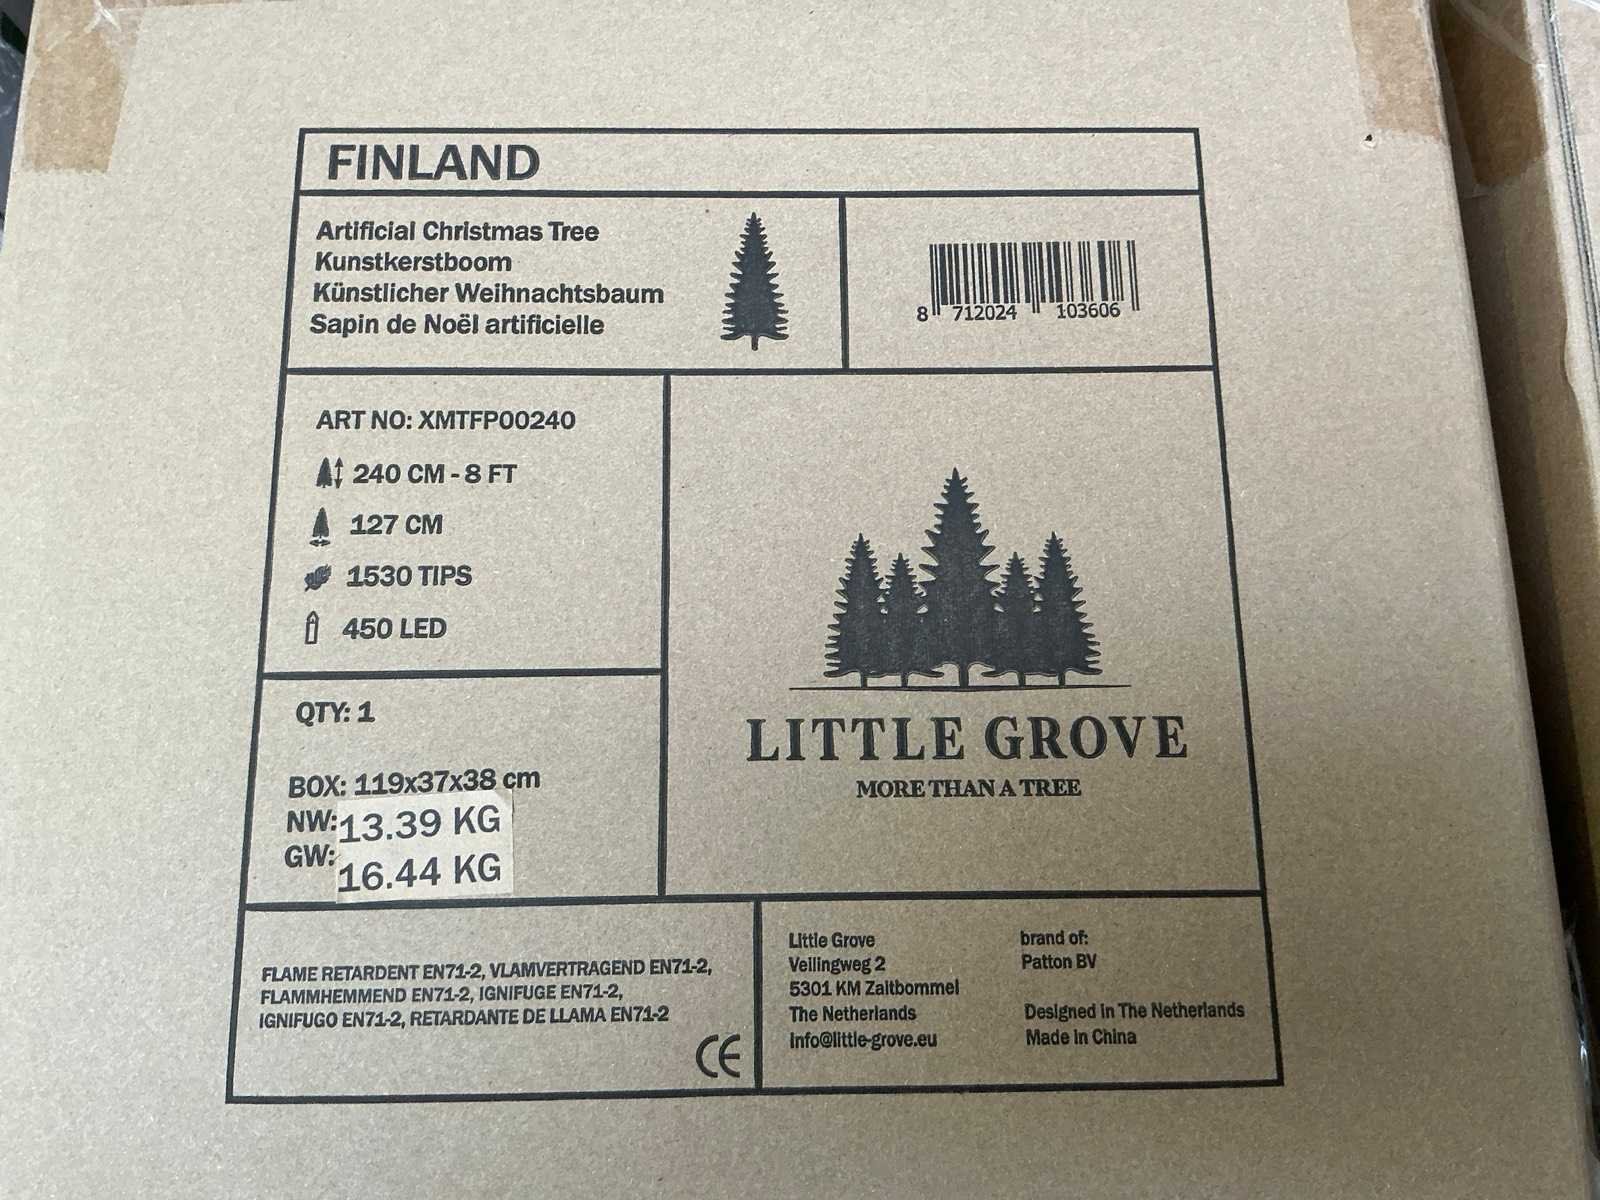 FINLAND
Artificial Christmas Tree
Kunstkerstboom
Künstlicher Weihnachtsbaum
Sapin de Noël artificielle
8 712024 103606
ART NO: XMTFP00240
240 CM - 8 FT
127 CM
1530 TIPS
450 LED
QTY: 1
BOX: 119x37x38 cm
NW: 13.39 KG
GW: 16.44 KG
LITTLE GROVE
MORE THAN A TREE
FLAME RETARDENT EN71-2, VLAMVERTRAGEND EN71-2,
FLAMMHEMMEND EN71-2, IGNIFUGE EN71-2,
IGNIFUGO EN71-2, RETARDANTE DE LLAMA EN71-2
CE
Little Grove
Veilingweg 2
5301 KM Zaltbommel
The Netherlands
Info@little-grove.eu
brand of:
Patton BV
Designed in The Netherlands
Made in China